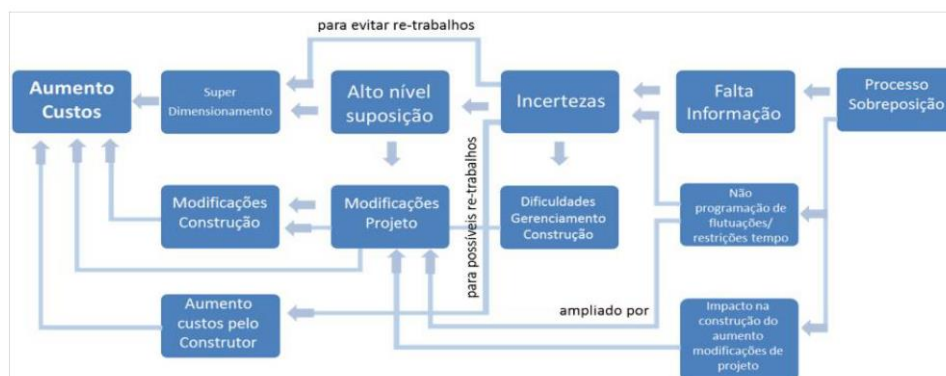 para evitar re-trabalhos
Aumento
Custos
Super
Dimensionamento
Alto nível
suposição
Incertezas
Falta
Informação
Processo
Sobreposição
Modificações
Construção
Modificações
Projeto
para possíveis re-trabalhos
Dificuldades
Gerenciamento
Construção
Não
programação de
flutuações/
restrições tempo
Aumento
custos pelo
Construtor
ampliado por
Impacto na
construção do
aumento
modificações de
projeto